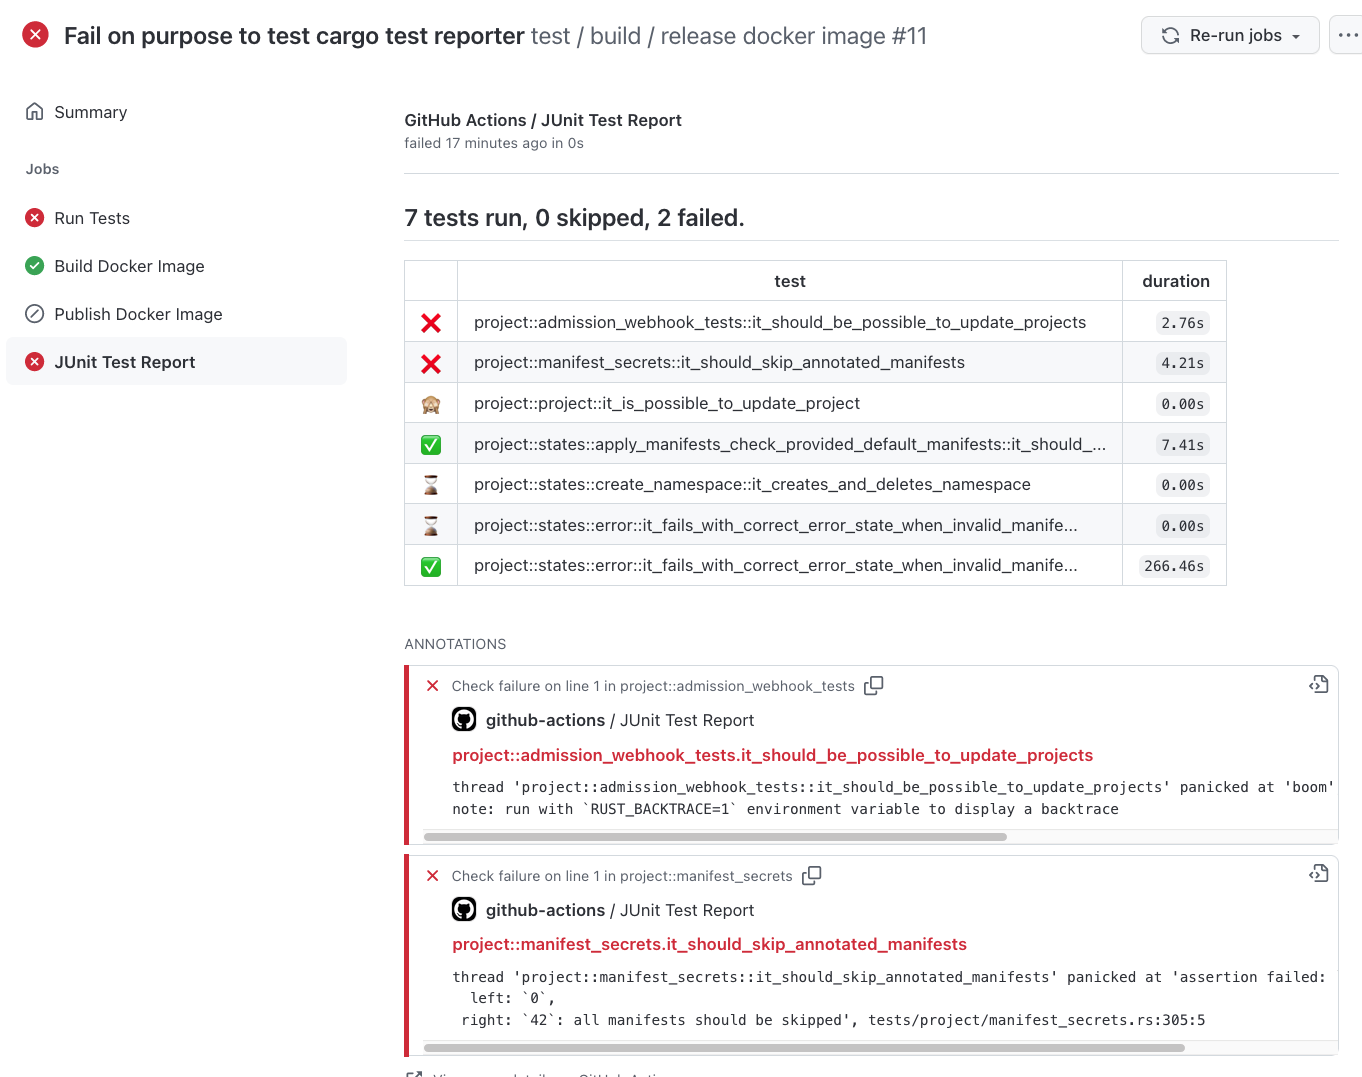 Fail on purpose to test cargo test reporter test / build / release docker image #11
Re-run jobs
Summary
Jobs
Run Tests
Build Docker Image
Publish Docker Image
JUnit Test Report
GitHub Actions / JUnit Test Report
failed 17 minutes ago in 0s
7 tests run, 0 skipped, 2 failed.
test duration
❌ project::admission_webhook_tests::it_should_be_possible_to_update_projects 2.76s
❌ project::manifest_secrets::it_should_skip_annotated_manifests 4.21s
🙈 project::project::it_is_possible_to_update_project 0.00s
✅ project::states::apply_manifests_check_provided_default_manifests::it_should_... 7.41s
⌛ project::states::create_namespace::it_creates_and_deletes_namespace 0.00s
⌛ project::states::error::it_fails_with_correct_error_state_when_invalid_manife... 0.00s
✅ project::states::error::it_fails_with_correct_error_state_when_invalid_manife... 266.46s
ANNOTATIONS
Check failure on line 1 in project::admission_webhook_tests
github-actions / JUnit Test Report
project::admission_webhook_tests.it_should_be_possible_to_update_projects
thread 'project::admission_webhook_tests::it_should_be_possible_to_update_projects' panicked at 'boom'
note: run with `RUST_BACKTRACE=1` environment variable to display a backtrace
Check failure on line 1 in project::manifest_secrets
github-actions / JUnit Test Report
project::manifest_secrets.it_should_skip_annotated_manifests
thread 'project::manifest_secrets::it_should_skip_annotated_manifests' panicked at 'assertion failed:
left: `0`,
right: `42`: all manifests should be skipped', tests/project/manifest_secrets.rs:305:5